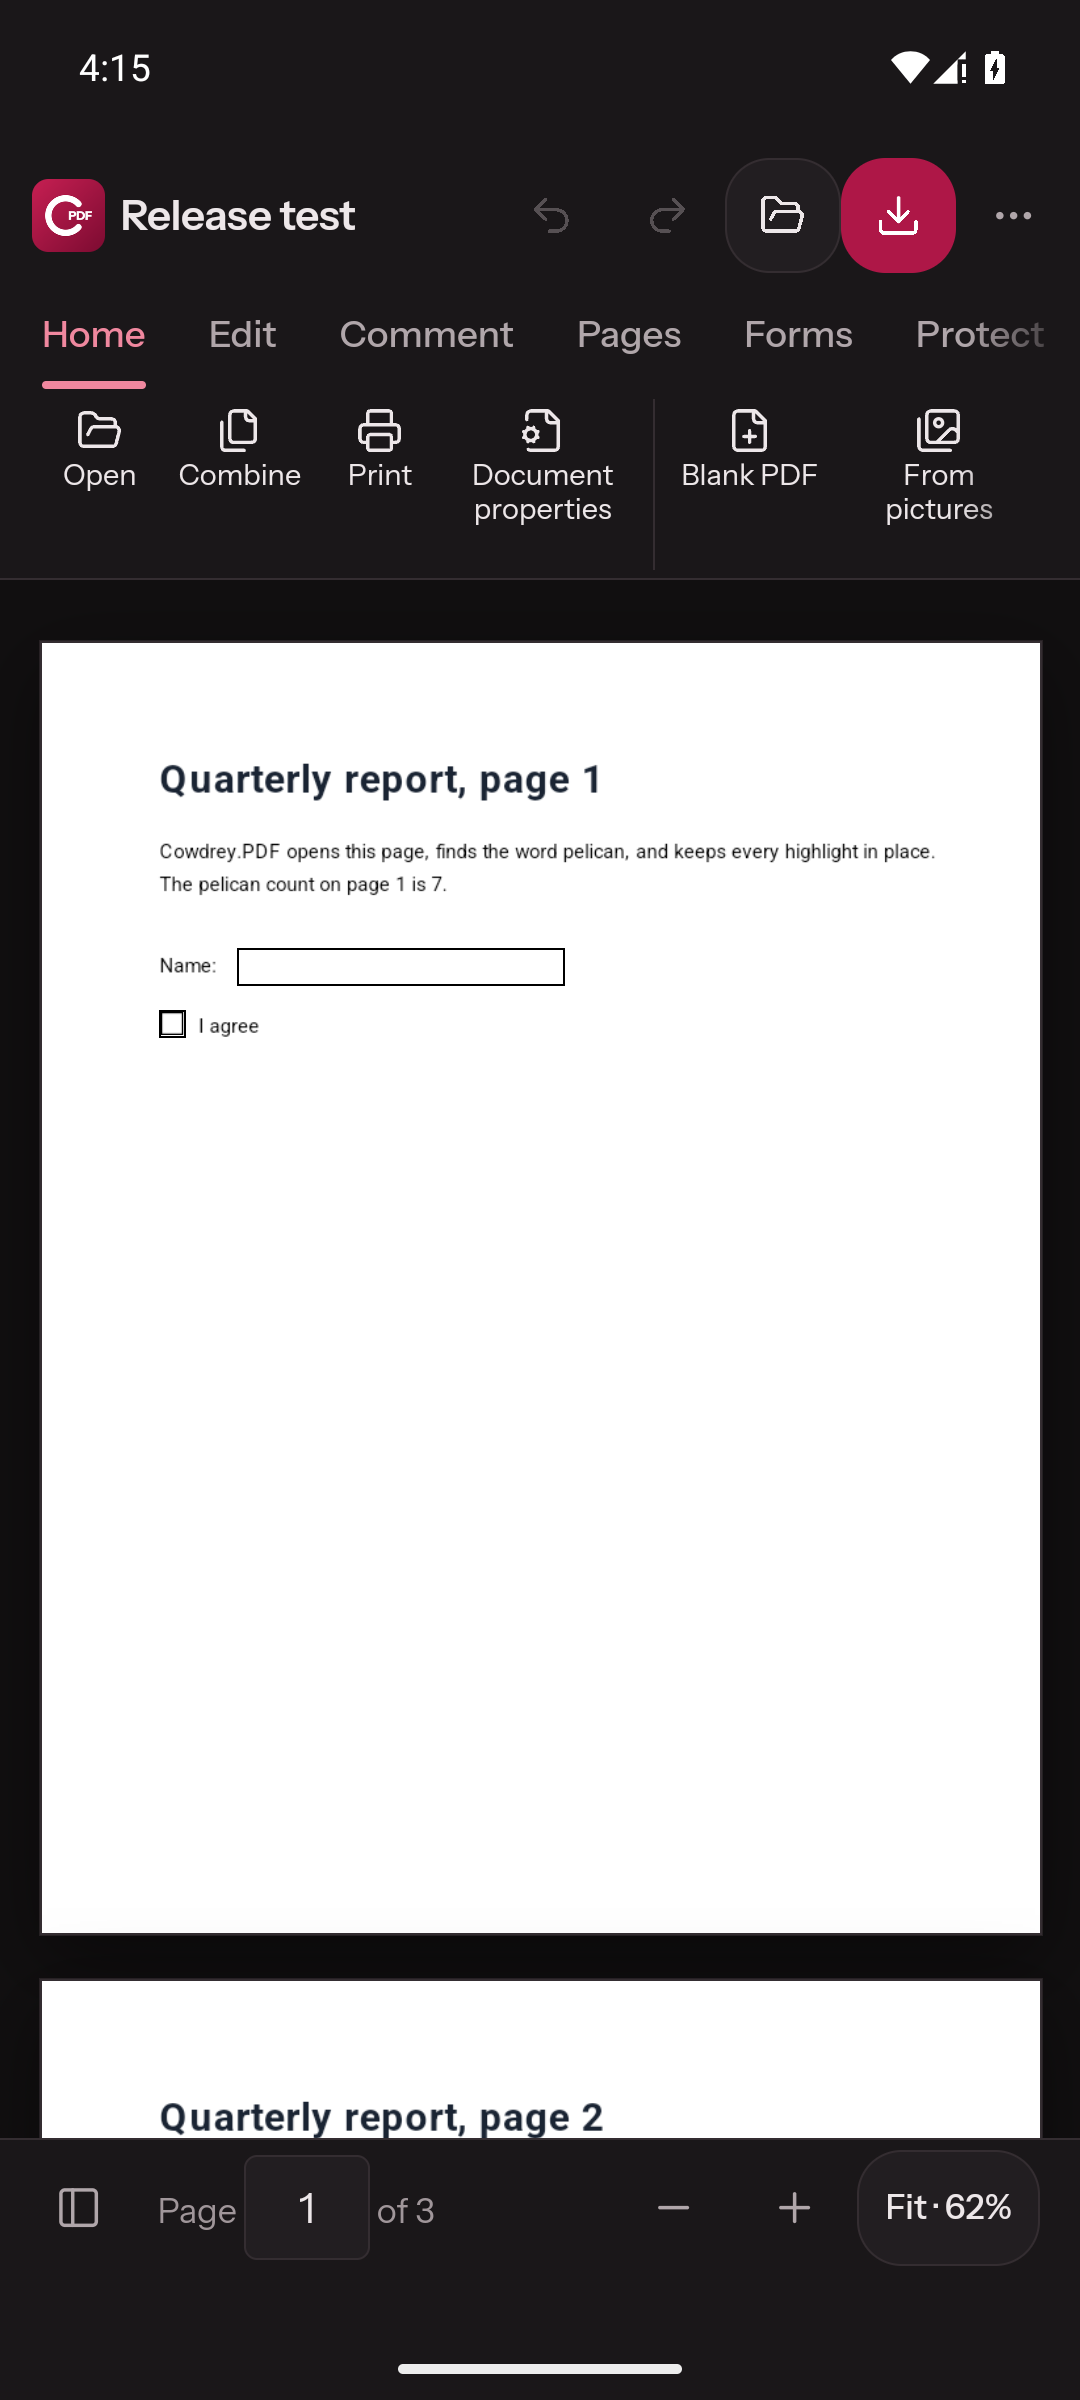 4:15
PDF
Release test
Home Edit Comment Pages Forms Protect
Open Combine Print Document properties Blank PDF From pictures
Quarterly report, page 1
Cowdrey.PDF opens this page, finds the word pelican, and keeps every highlight in place.
The pelican count on page 1 is 7.
Name:
I agree
Quarterly report, page 2
Page 1 of 3 Fit · 62%